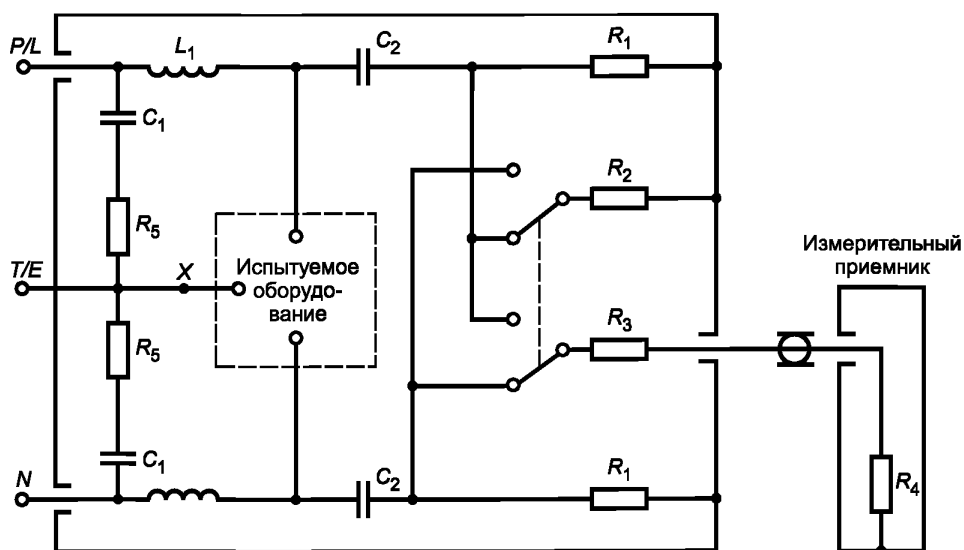 P/L
L1
C2
R1
C1
R2
R5
T/E
X
Испытуемое
оборудо-
вание
Измерительный
приемник
R3
R5
C1
N
C2
R1
R4